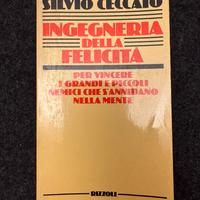 SILVIO CECCATO
INGEGNERIA
DELLA
FELICITÀ
PER VINCERE
I GRANDI E PICCOLI
NEMICI CHE S'ANNIDANO
NELLA MENTE
RIZZOLI